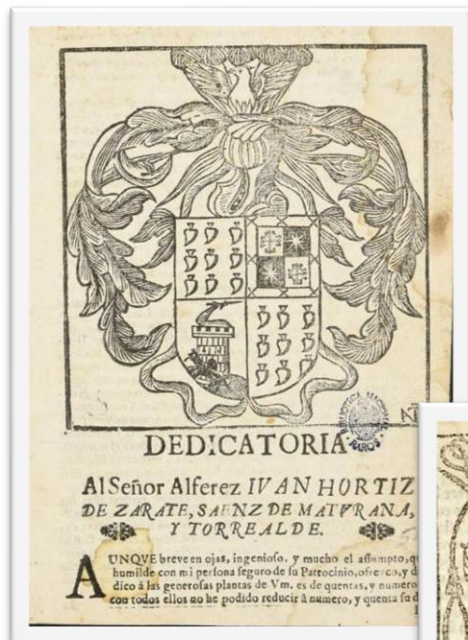 DEDICATORIA
Al Señor Alferez IVAN HORTIZ
DE ZARATE, SAENZ DE MATVRANA,
Y TORREALDE.
AUNQVE breve en ojas, ingenioso, y mucho el assumpto, q
humilde con mi persona seguro de su Patrocinio, ofrezco, y d
dico á las generosas plantas de Vm. es de quentas, y numero
con todos ellos no he podido reducir á numero, y quenta su d